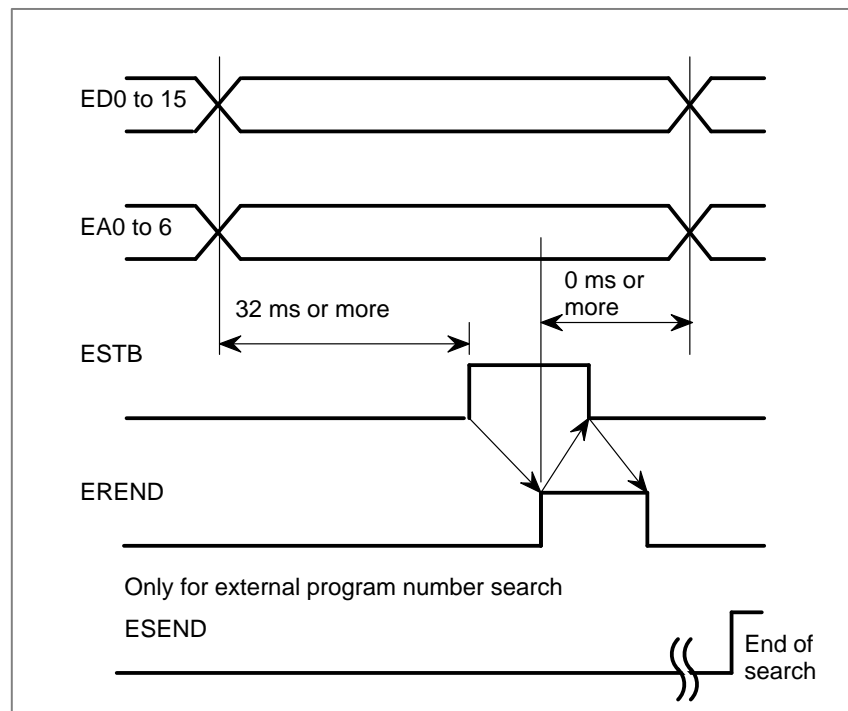 ED0 to 15
EA0 to 6
0 ms or
more
32 ms or more
ESTB
EREND
Only for external program number search
ESEND
End of
search